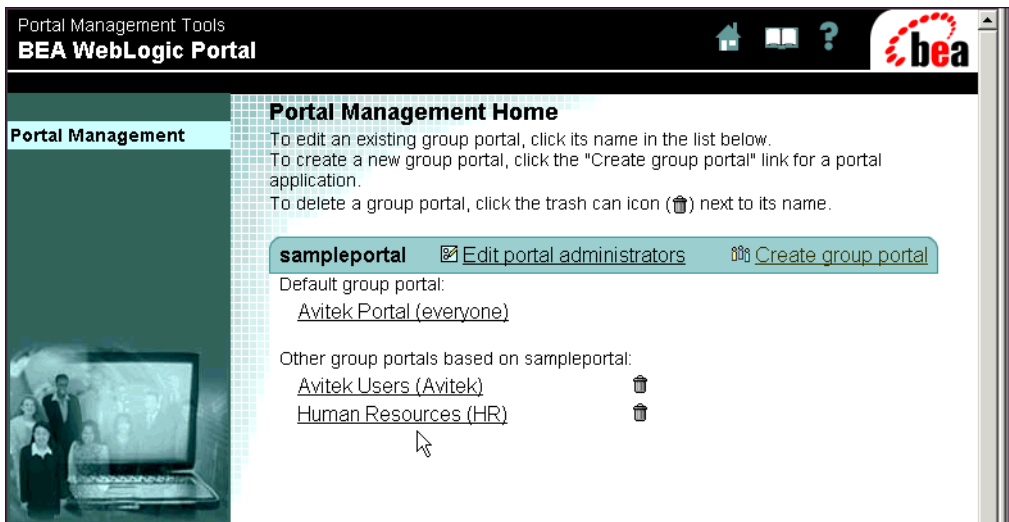 Portal Management Tools
BEA WebLogic Portal
?
bea
Portal Management
Portal Management Home
To edit an existing group portal, click its name in the list below.
To create a new group portal, click the "Create group portal" link for a portal
application.
To delete a group portal, click the trash can icon ( ) next to its name.
sampleportal Edit portal administrators Create group portal
Default group portal:
Avitek Portal (everyone)
Other group portals based on sampleportal:
Avitek Users (Avitek)
Human Resources (HR)